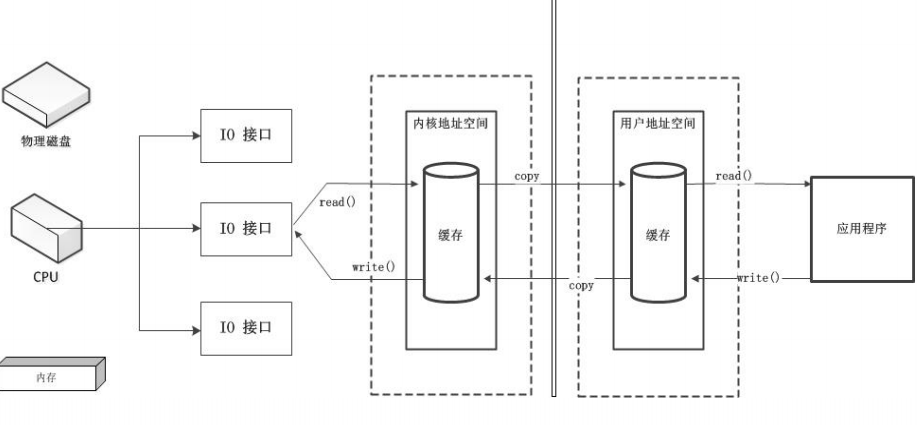 物理磁盘
CPU
内存
IO 接口
IO 接口
IO 接口
read()
write()
内核地址空间
缓存
copy
copy
用户地址空间
缓存
read()
write()
应用程序